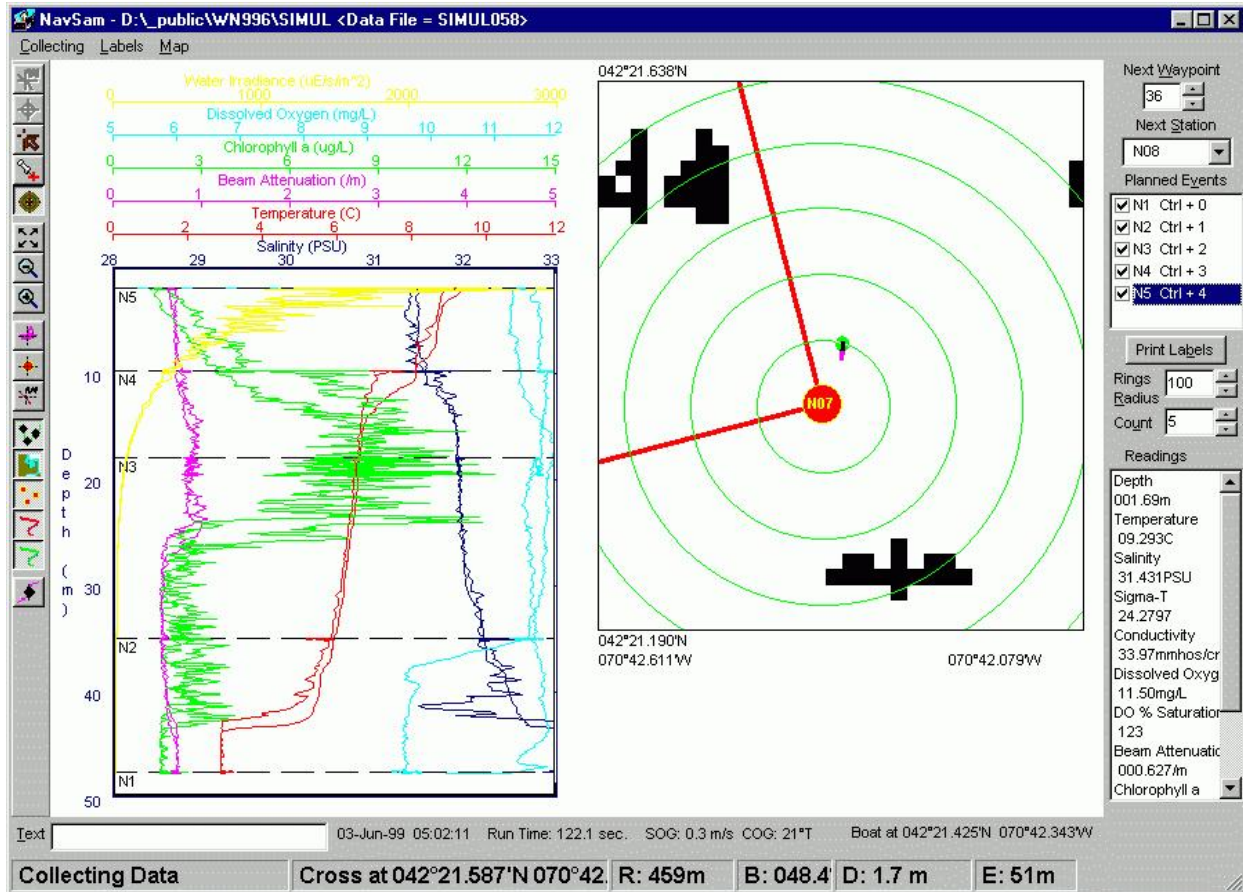 NavSam - D:\_public\WN996\SIMUL <Data File = SIMUL058>
Collecting Labels Map
Water Irradiance (uE/s/m^2)
0 1000 2000 3000
Dissolved Oxygen (mg/L)
5 6 7 8 9 10 11 12
Chlorophyll a (ug/L)
0 3 6 9 12 15
Beam Attenuation (/m)
0 1 2 3 4 5
Temperature (C)
0 2 4 6 8 10 12
Salinity (PSU)
28 29 30 31 32 33
N5
10 N4
N3
20
30
N2
40
N1
50
Depth (m)
042°21.638'N
N07
042°21.190'N
070°42.611'W 070°42.079'W
Next Waypoint
36
Next Station
N08
Planned Events
N1 Ctrl + 0
N2 Ctrl + 1
N3 Ctrl + 2
N4 Ctrl + 3
N5 Ctrl + 4
Print Labels
Rings Radius 100
Count 5
Readings
Depth
001.69m
Temperature
09.293C
Salinity
31.431PSU
Sigma-T
24.2797
Conductivity
33.97mmhos/cr
Dissolved Oxyg
11.50mg/L
DO % Saturation
123
Beam Attenuatic
000.627/m
Chlorophyll a
Text 03-Jun-99 05:02:11 Run Time: 122.1 sec. SOG: 0.3 m/s COG: 21°T Boat at 042°21.425'N 070°42.343'W
Collecting Data Cross at 042°21.587'N 070°42. R: 459m B: 048.4° D: 1.7 m E: 51m